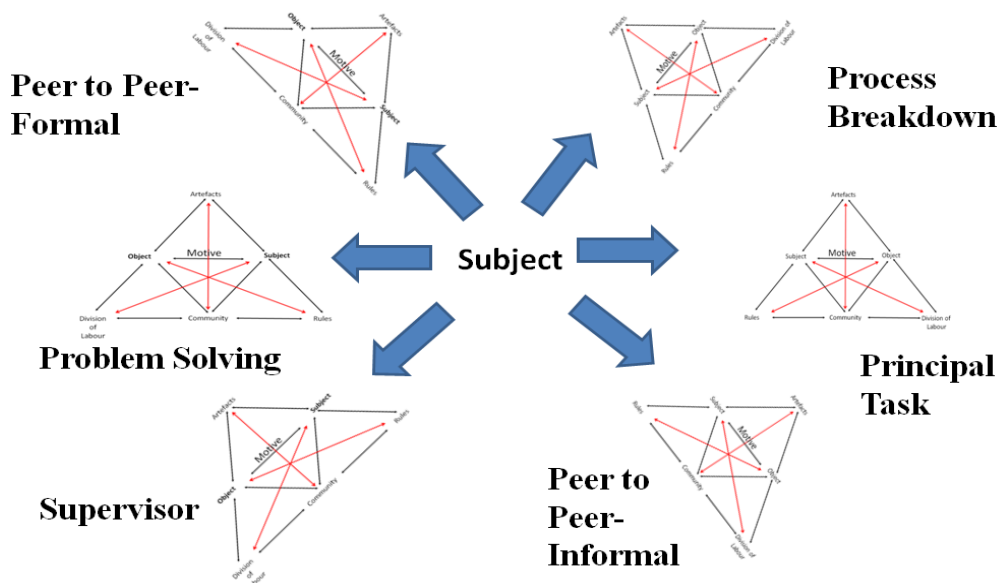 Object
Artefacts
Division
of
Labour
Motive
Community
Subject
Rules
Peer to Peer-
Formal
Artefacts
Object
Division of
Labour
Motive
Subject
Community
Rules
Process
Breakdown
Artefacts
Object
Motive
Subject
Division
of
Labour
Community
Rules
Problem Solving
Subject
Artefacts
Subject
Motive
Object
Rules
Community
Division of
Labour
Principal
Task
Artefacts
Subject
Rules
Motive
Object
Community
Division
of
Labour
Supervisor
Rules
Subject
Artefacts
Motive
Community
Object
Division of
Labour
Peer to
Peer-
Informal